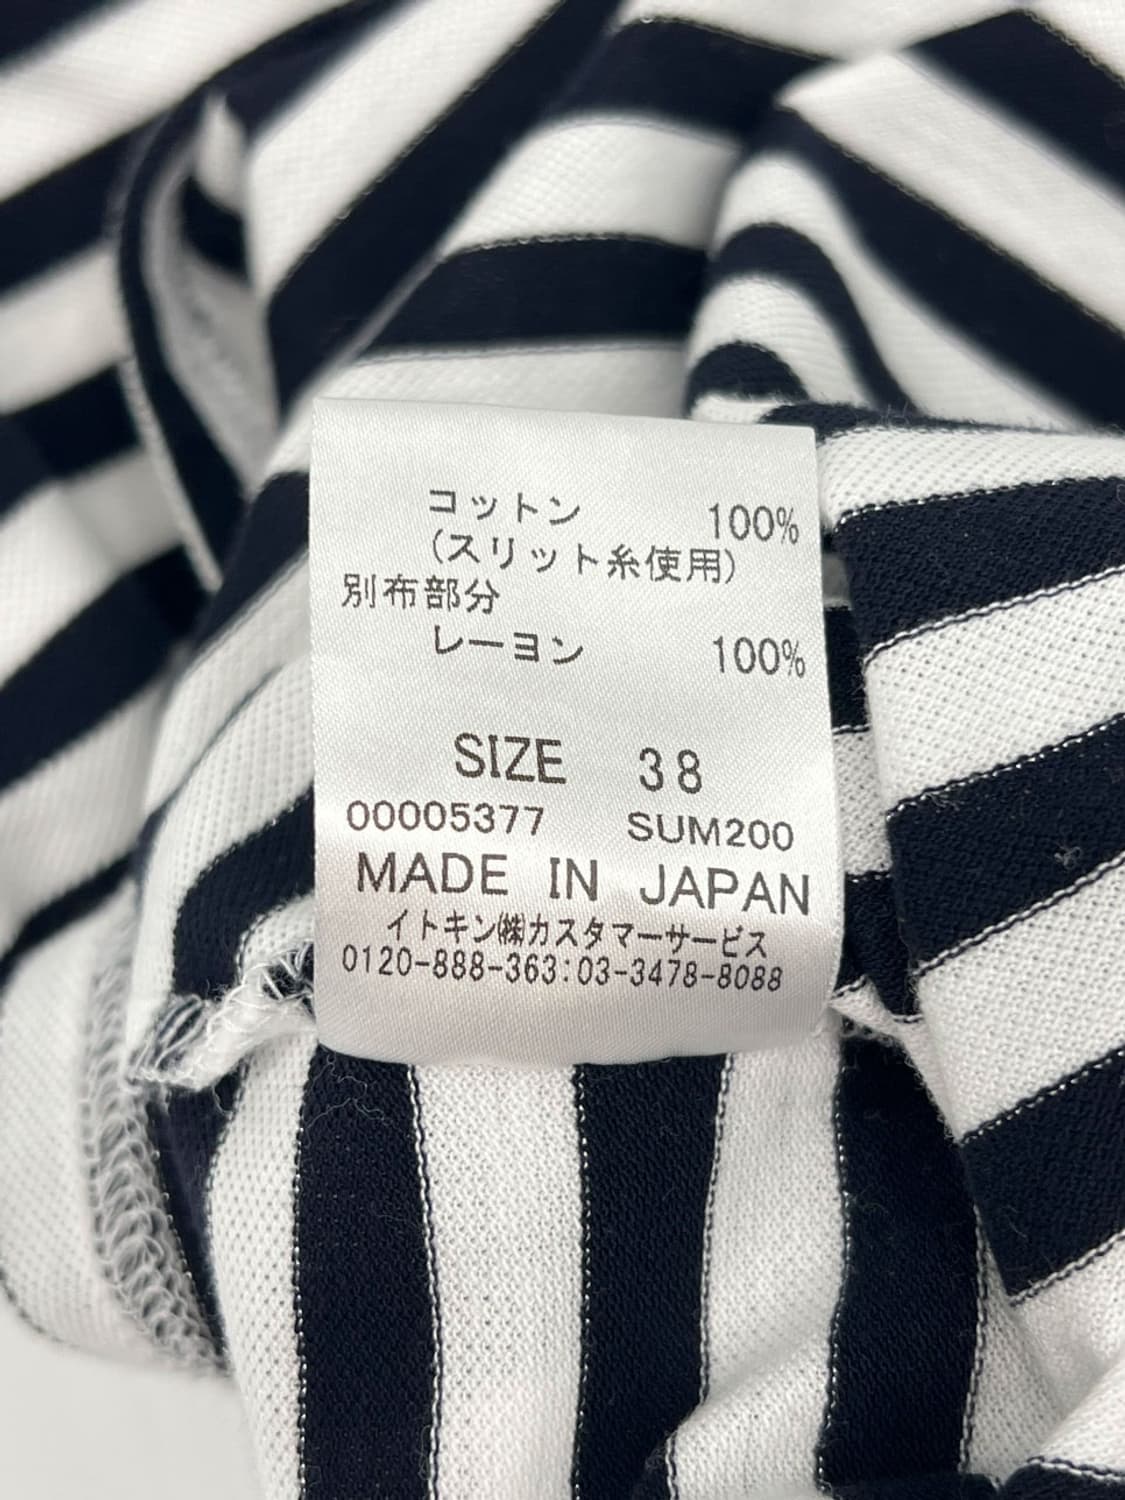 コットン 100%
(スリット糸使用)
別布部分
レーヨン 100%
SIZE 38
00005377 SUM200
MADE IN JAPAN
イトキン㈱カスタマーサービス
0120-888-363:03-3478-8088